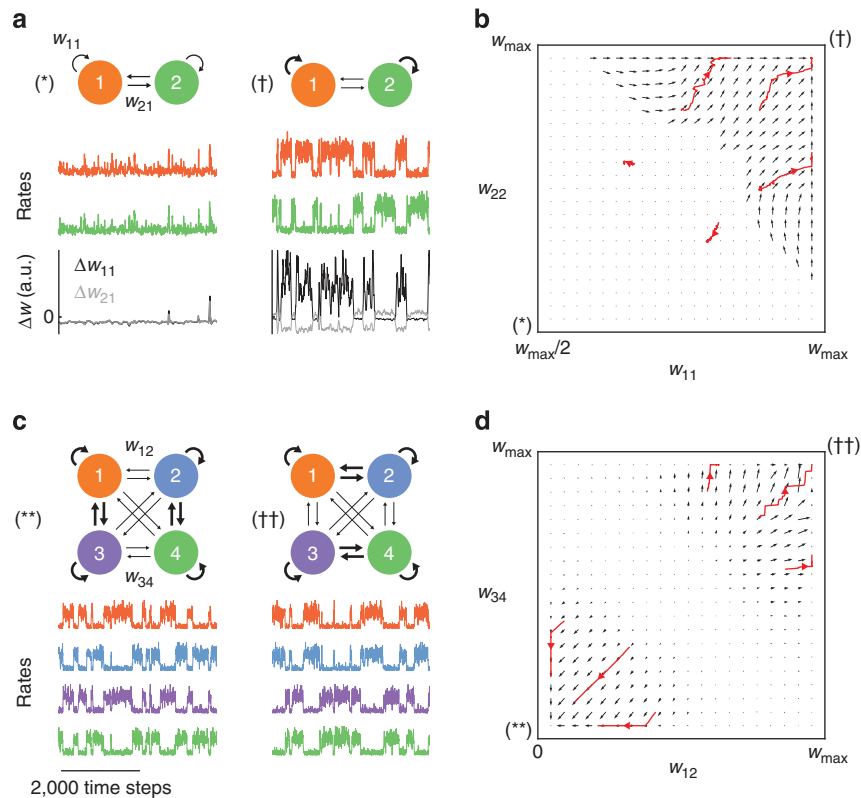 a
w11
(*)
1
2
w21
(†)
1
2
Rates
Δw (a.u.)
Δw11
Δw21
0
b
wmax
(†)
w22
(*)
wmax/2
wmax
w11
c
w12
(**)
1
2
3
4
w34
(††)
1
2
3
4
Rates
2,000 time steps
d
wmax
(††)
w34
(**)
0
wmax
w12